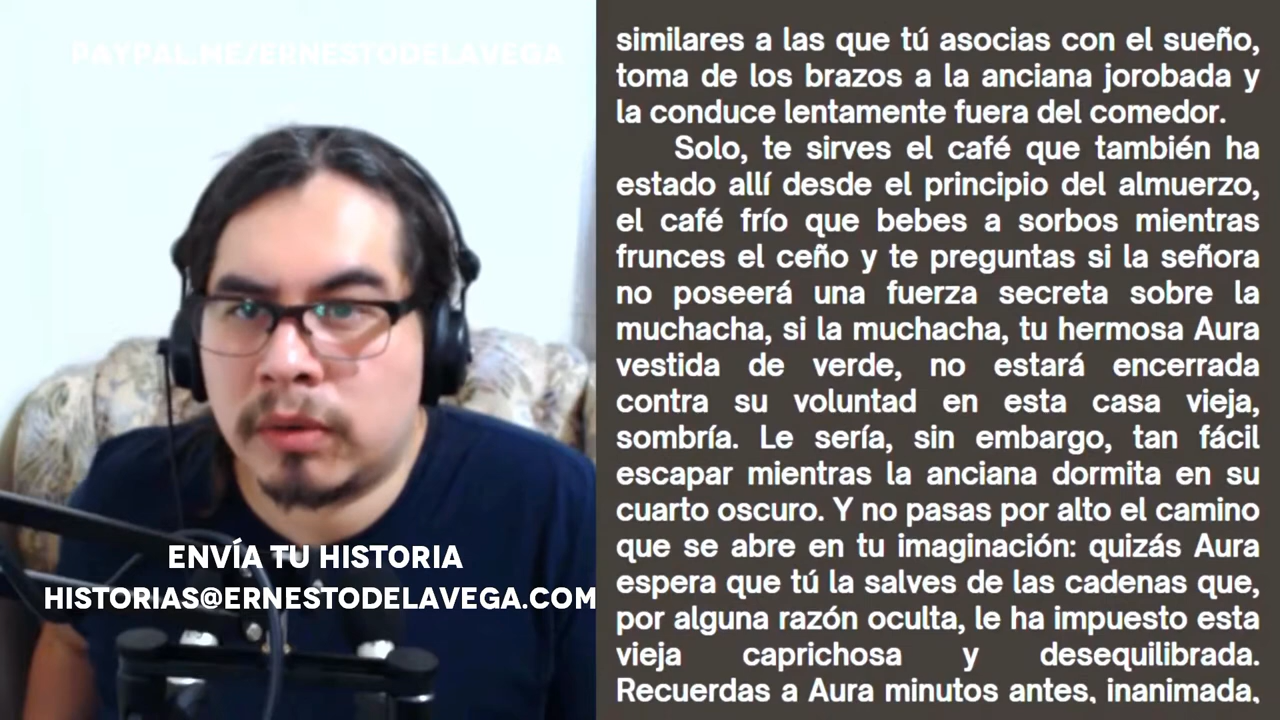 PAYPAL.ME/ERNESTODELAVEGA
ENVÍA TU HISTORIA
HISTORIAS@ERNESTODELAVEGA.COM
similares a las que tú asocias con el sueño,
toma de los brazos a la anciana jorobada y
la conduce lentamente fuera del comedor.
Solo, te sirves el café que también ha
estado allí desde el principio del almuerzo,
el café frío que bebes a sorbos mientras
frunces el ceño y te preguntas si la señora
no poseerá una fuerza secreta sobre la
muchacha, si la muchacha, tu hermosa Aura
vestida de verde, no estará encerrada
contra su voluntad en esta casa vieja,
sombría. Le sería, sin embargo, tan fácil
escapar mientras la anciana dormita en su
cuarto oscuro. Y no pasas por alto el camino
que se abre en tu imaginación: quizás Aura
espera que tú la salves de las cadenas que,
por alguna razón oculta, le ha impuesto esta
vieja caprichosa y desequilibrada.
Recuerdas a Aura minutos antes, inanimada,